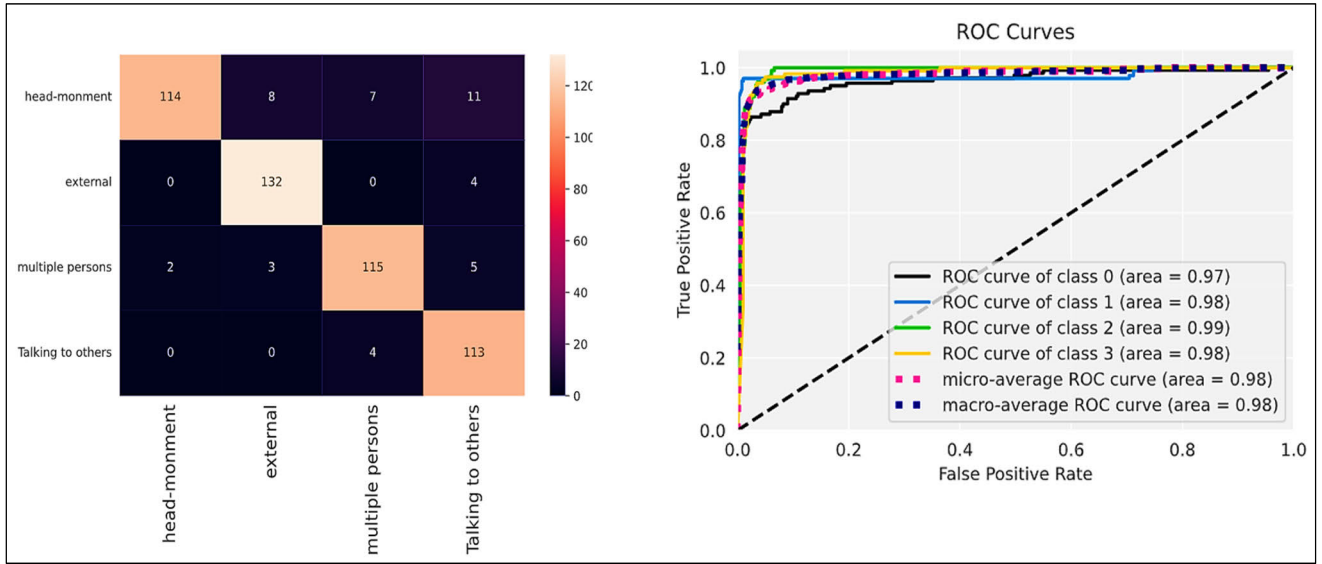 head-monment 114 8 7 11
external 0 132 0 4
multiple persons 2 3 115 5
Talking to others 0 0 4 113
head-monment
external
multiple persons
Talking to others
100
80
60
40
20
0
ROC Curves
True Positive Rate
1.0
0.8
0.6
0.4
0.2
0.0
ROC curve of class 0 (area = 0.97)
ROC curve of class 1 (area = 0.98)
ROC curve of class 2 (area = 0.99)
ROC curve of class 3 (area = 0.98)
micro-average ROC curve (area = 0.98)
macro-average ROC curve (area = 0.98)
0.0 0.2 0.4 0.6 0.8 1.0
False Positive Rate